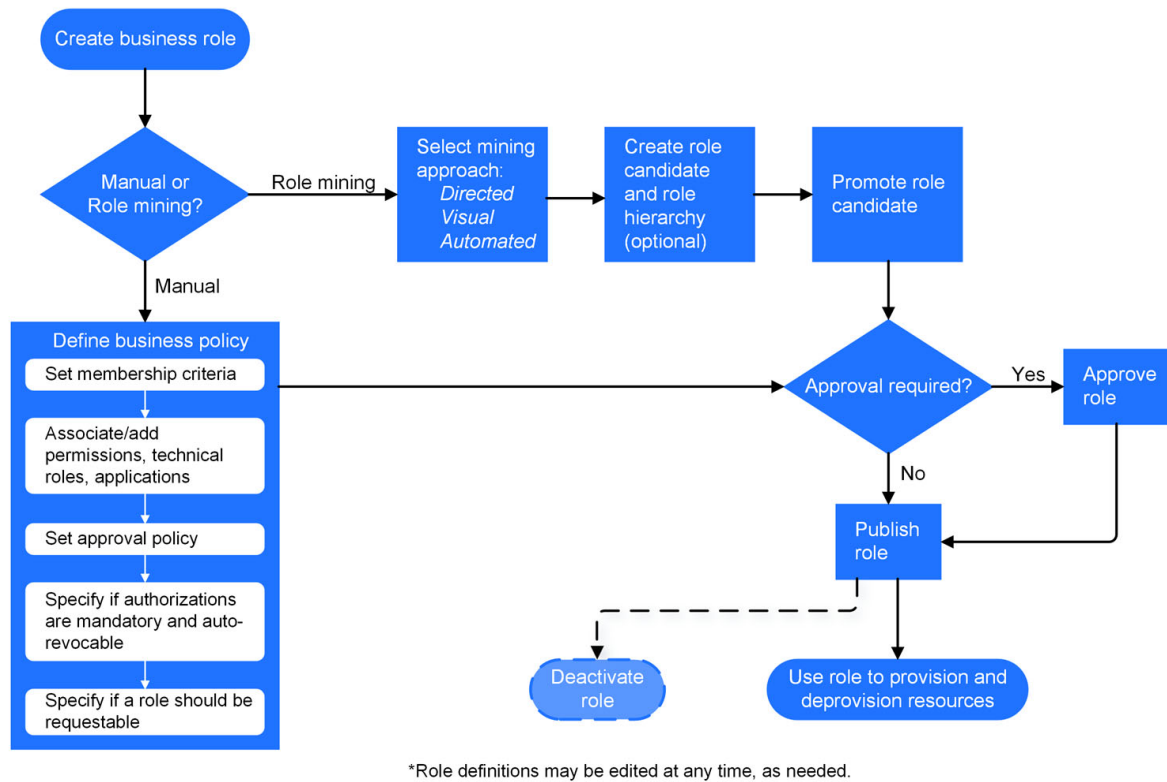 Create business role
Manual or
Role mining?
Role mining
Select mining
approach:
Directed
Visual
Automated
Create role
candidate
and role
hierarchy
(optional)
Promote role
candidate
Manual
Define business policy
Set membership criteria
Associate/add
permissions, technical
roles, applications
Set approval policy
Specify if authorizations
are mandatory and auto-
revocable
Specify if a role should be
requestable
Approval required?
Yes
Approve
role
No
Publish
role
Deactivate
role
Use role to provision and
deprovision resources
*Role definitions may be edited at any time, as needed.